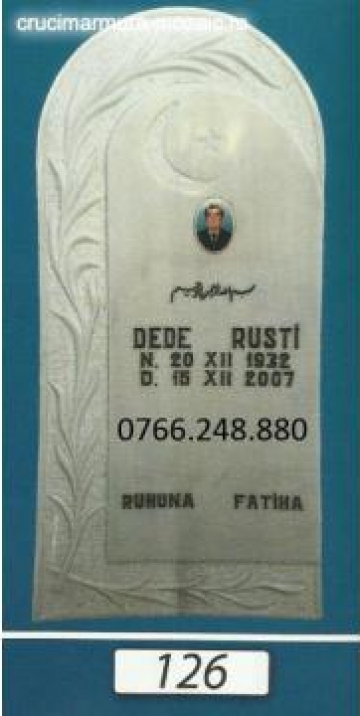 crucimarmura-mozaic.ro
DEDE RUSTİ
N. 20 XII 1932
D. 15 XII 2007
0766.248.880
RUHUNA FATİHA
126